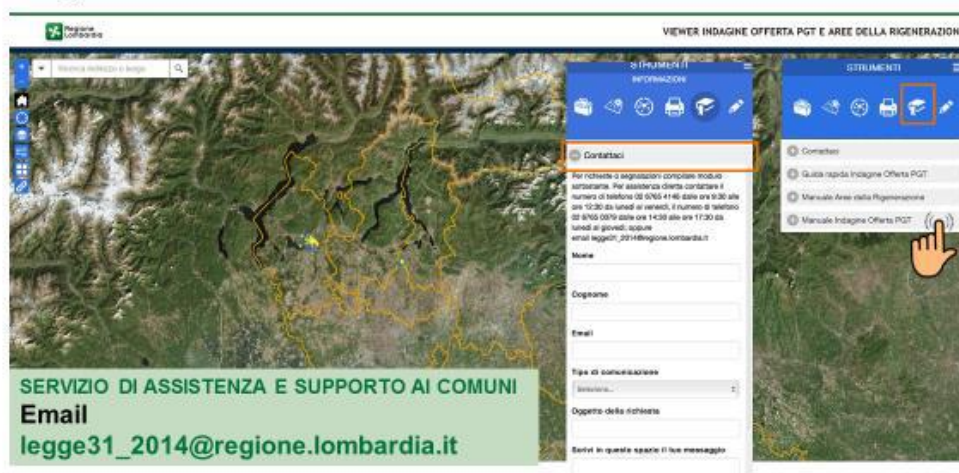 Regione
Lombardia
VIEWER INDAGINE OFFERTA PGT E AREE DELLA RIGENERAZION
Ricerca indirizzo o luogo
STRUMENTI
INFORMAZIONI
Contattaci
Per richieste o segnalazioni compilare modulo
sottostante. Per assistenza diretta contattare il
numero di telefono 02 6765 4146 dalle ore 9:30 alle
ore 12:30 da lunedì al venerdì, il numero di telefono
02 6765 0979 dalle ore 14:30 alle ore 17:30 da
lunedì al giovedì; oppure
email legge31_2014@regione.lombardia.it
Nome
Cognome
Email
Tipo di comunicazione
Seleziona...
Oggetto della richiesta
Scrivi in questo spazio il tuo messaggio
STRUMENTI
Contattaci
Guida rapida Indagine Offerta PGT
Manuale Aree della Rigenerazione
Manuale Indagine Offerta PGT
SERVIZIO DI ASSISTENZA E SUPPORTO AI COMUNI
Email
legge31_2014@regione.lombardia.it